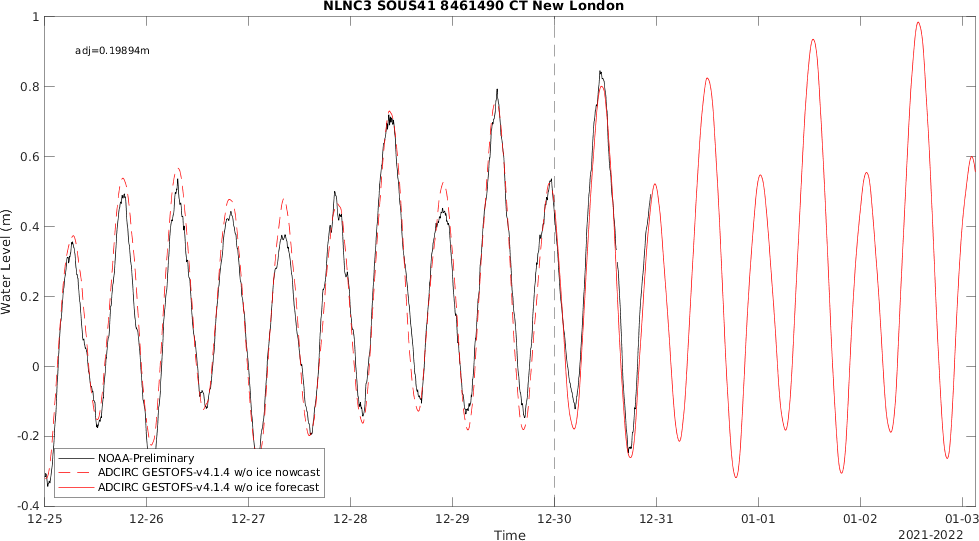 NLNC3 SOUS41 8461490 CT New London
adj=0.19894m
1
0.8
0.6
0.4
0.2
0
-0.2
-0.4
Water Level (m)
NOAA-Preliminary
ADCIRC GESTOFS-v4.1.4 w/o ice nowcast
ADCIRC GESTOFS-v4.1.4 w/o ice forecast
12-25 12-26 12-27 12-28 12-29 12-30 12-31 01-01 01-02 01-03
Time
2021-2022